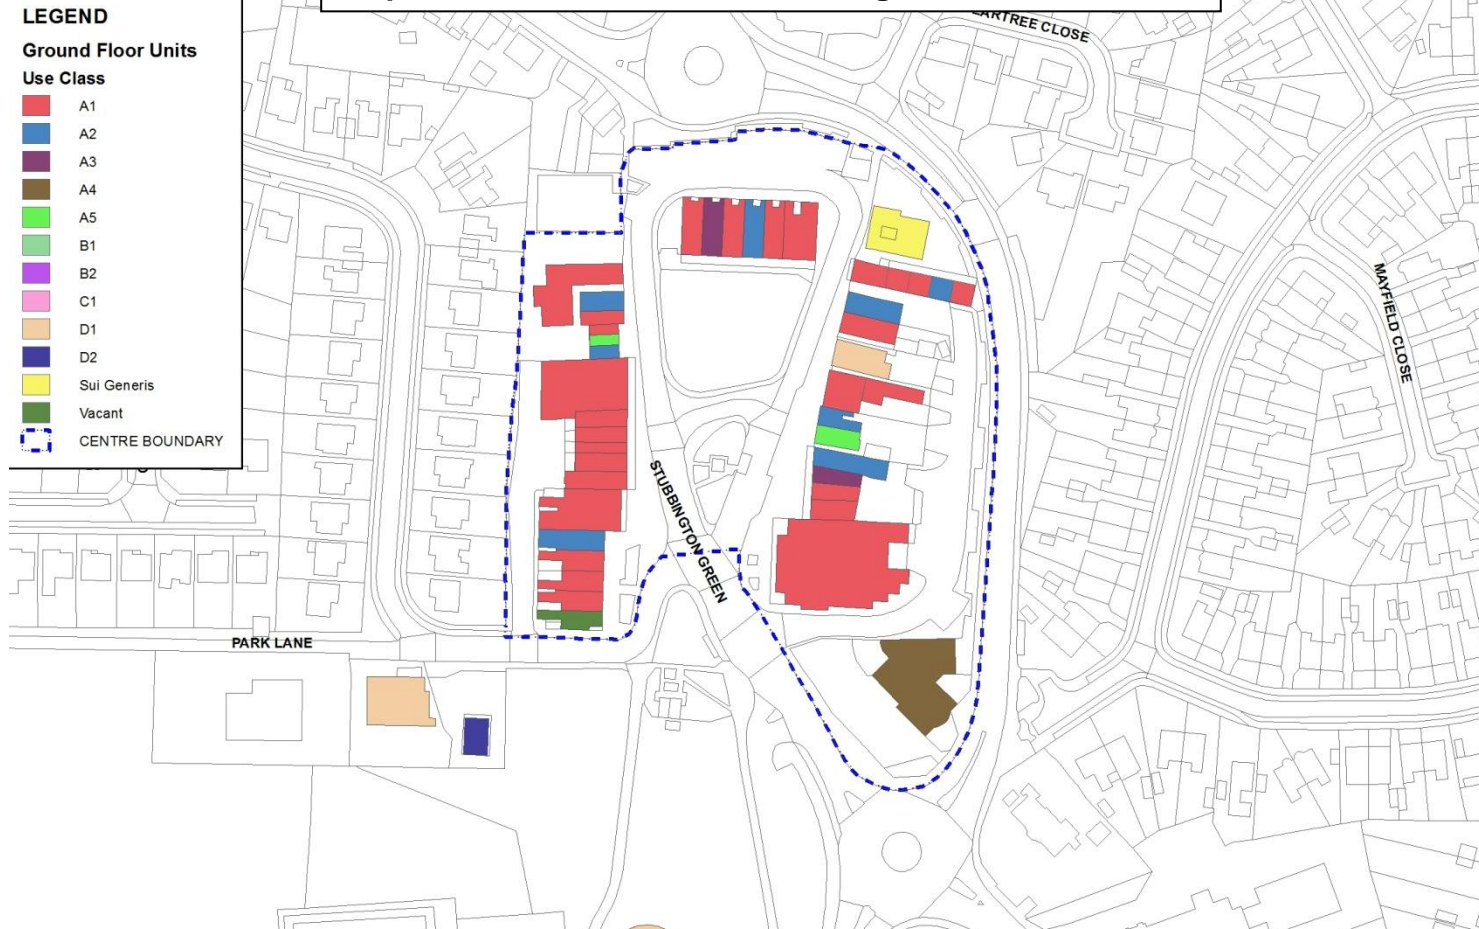 LEGEND
Ground Floor Units
Use Class
A1
A2
A3
A4
A5
B1
B2
C1
D1
D2
Sui Generis
Vacant
CENTRE BOUNDARY
CLOSE
MAYFIELD CLOSE
STUBBINGTON GREEN
PARK LANE